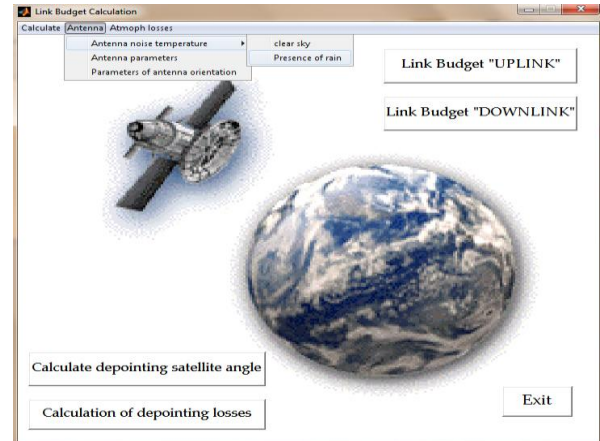 Link Budget Calculation
Calculate Antenna Atmoph losses
Antenna noise temperature
clear sky
Antenna parameters
Presence of rain
Parameters of antenna orientation
Link Budget "UPLINK"
Link Budget "DOWNLINK"
Calculate depointing satellite angle
Calculation of depointing losses
Exit